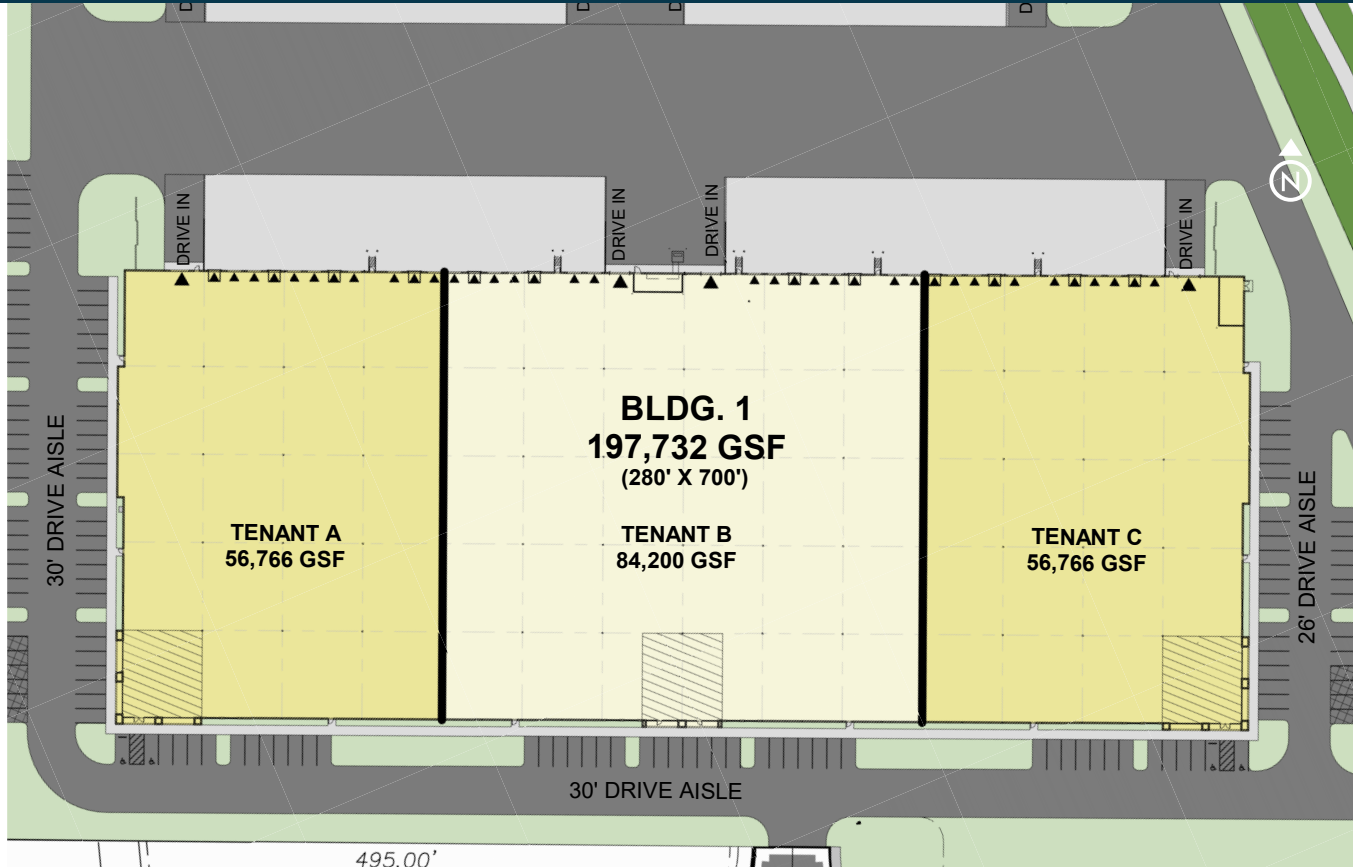 DRIVE IN
DRIVE IN
DRIVE IN
DRIVE IN
N
BLDG. 1
197,732 GSF
(280' X 700')
TENANT A
56,766 GSF
TENANT B
84,200 GSF
TENANT C
56,766 GSF
30' DRIVE AISLE
26' DRIVE AISLE
30' DRIVE AISLE
495.00'